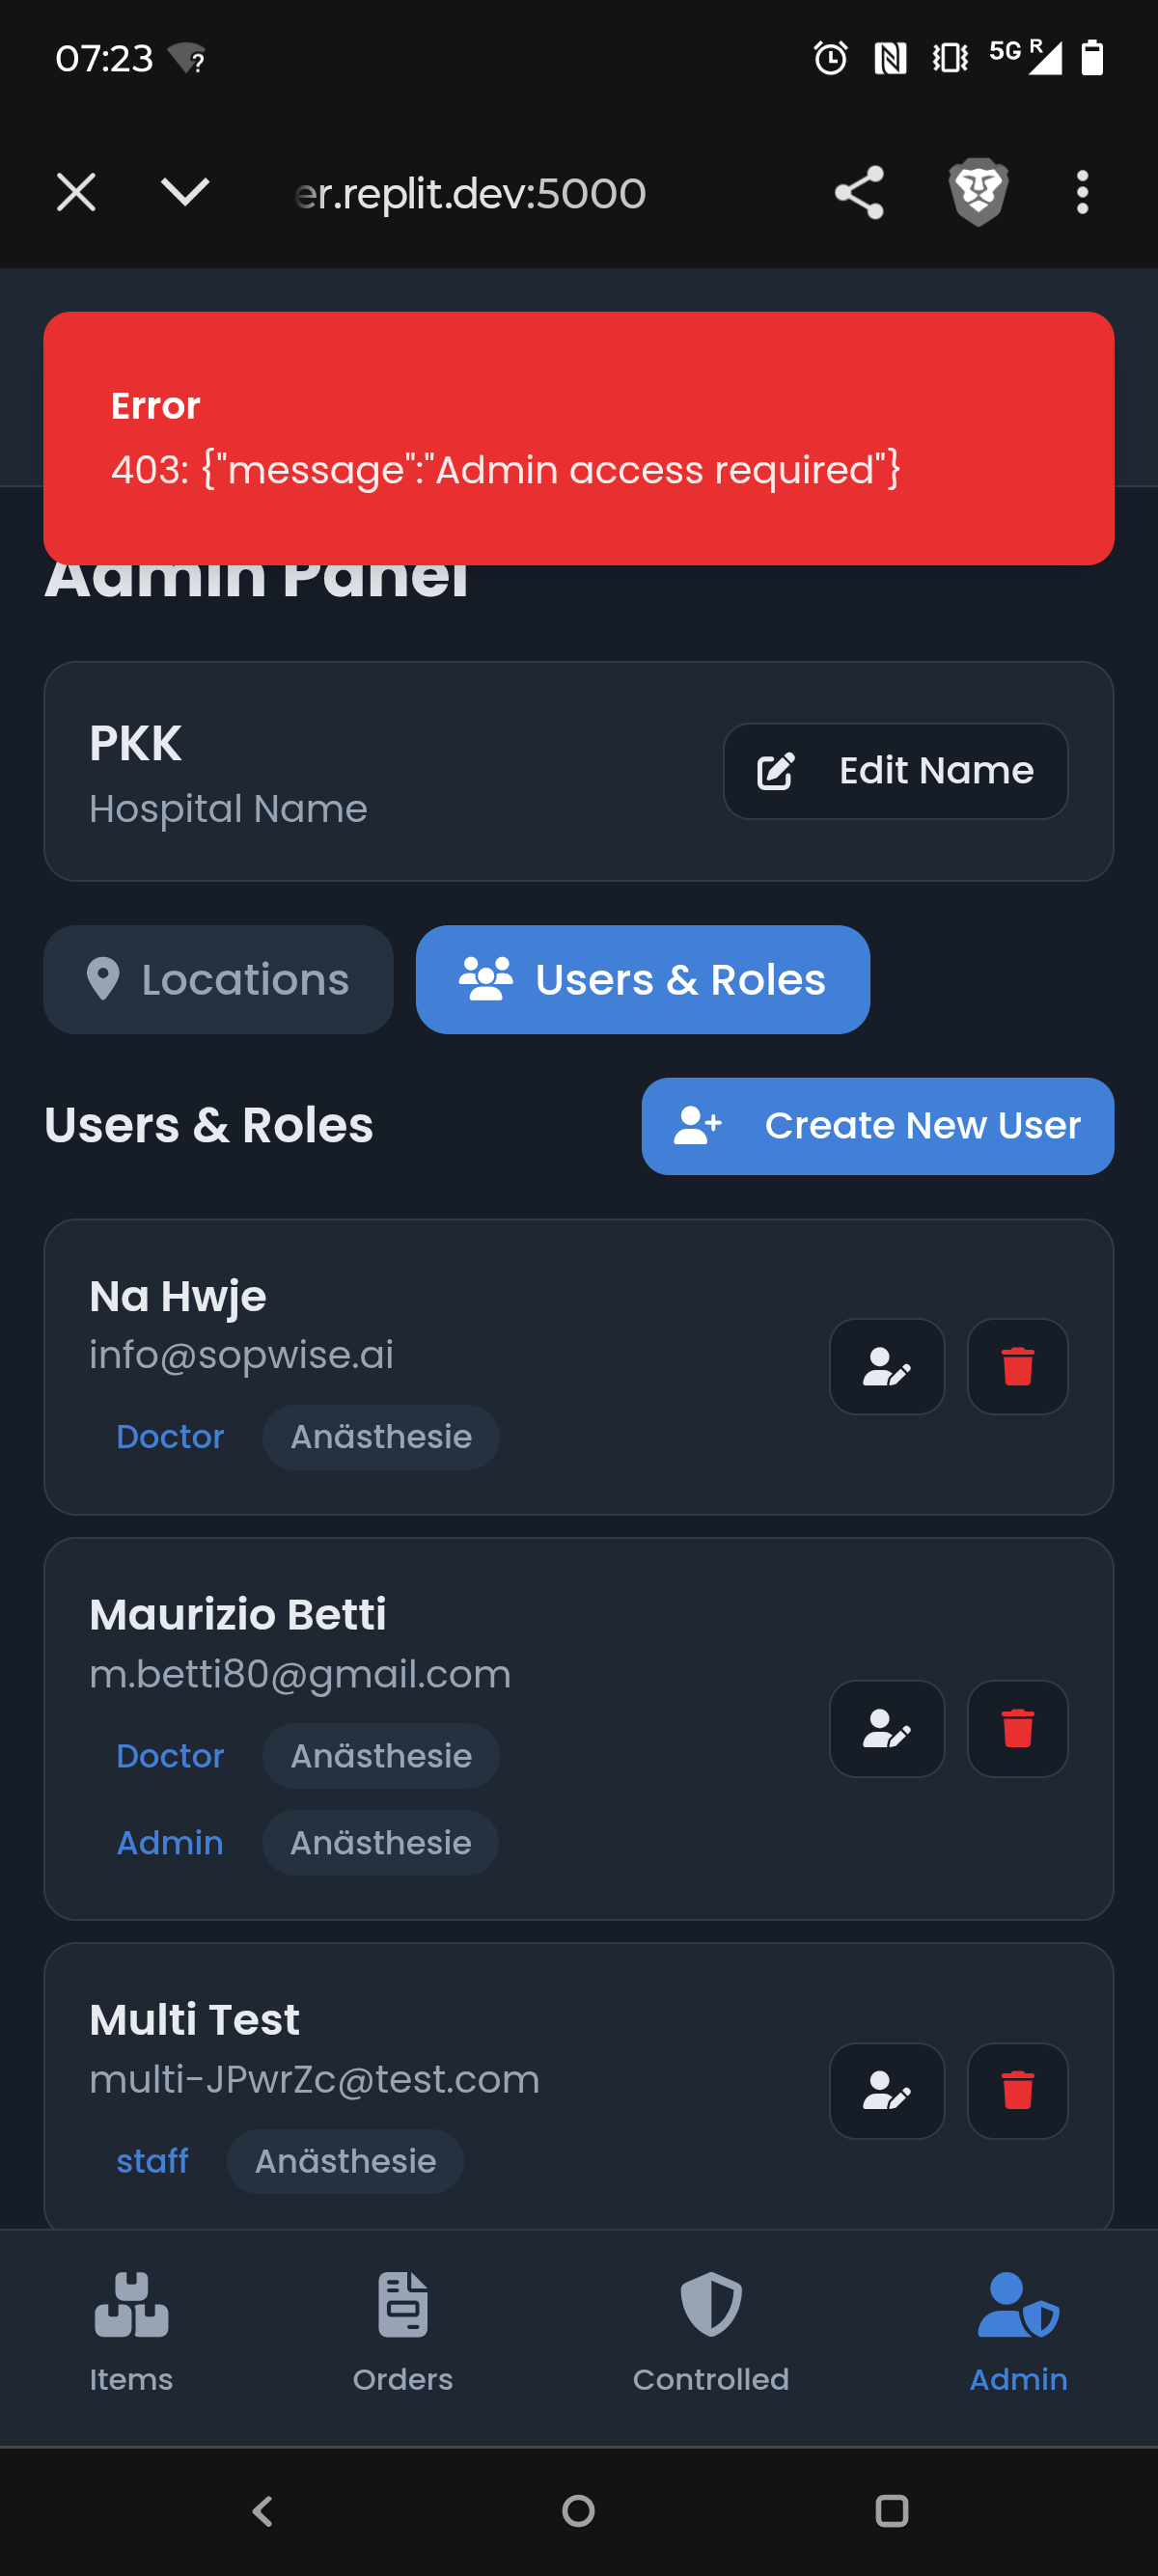 07:23
5G R
er.replit.dev:5000
Error
403: {"message":"Admin access required"}
Admin Panel
PKK
Hospital Name
Edit Name
Locations
Users & Roles
Users & Roles
Create New User
Na Hwje
info@sopwise.ai
Doctor Anästhesie
Maurizio Betti
m.betti80@gmail.com
Doctor Anästhesie
Admin Anästhesie
Multi Test
multi-JPwrZc@test.com
staff Anästhesie
Items Orders Controlled Admin